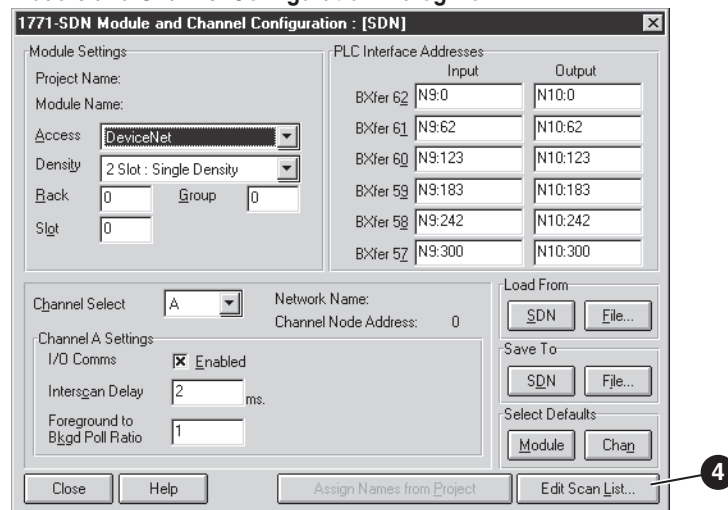 1771-SDN Module and Channel Configuration : [SDN]
Module Settings
Project Name:
Module Name:
Access DeviceNet
Density 2 Slot : Single Density
Rack 0 Group 0
Slot 0
PLC Interface Addresses
Input Output
BXfer 62 N9:0 N10:0
BXfer 61 N9:62 N10:62
BXfer 60 N9:123 N10:123
BXfer 59 N9:183 N10:183
BXfer 58 N9:242 N10:242
BXfer 57 N9:300 N10:300
Channel Select A
Network Name:
Channel Node Address: 0
Channel A Settings
I/O Comms Enabled
Interscan Delay 2 ms.
Foreground to
Bkgd Poll Ratio 1
Load From
SDN File...
Save To
SDN File...
Select Defaults
Module Chan
Close Help Assign Names from Project Edit Scan List...
4